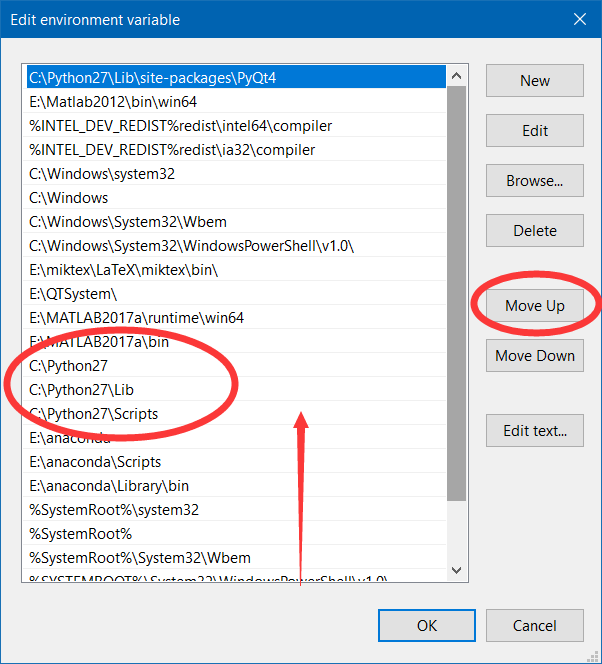 Edit environment variable
C:\Python27\Lib\site-packages\PyQt4
E:\Matlab2012\bin\win64
%INTEL_DEV_REDIST%redist\intel64\compiler
%INTEL_DEV_REDIST%redist\ia32\compiler
C:\Windows\system32
C:\Windows
C:\Windows\System32\Wbem
C:\Windows\System32\WindowsPowerShell\v1.0\
E:\miktex\LaTeX\miktex\bin\
E:\QTSystem\
E:\MATLAB2017a\runtime\win64
E:\MATLAB2017a\bin
C:\Python27
C:\Python27\Lib
C:\Python27\Scripts
E:\anaconda
E:\anaconda\Scripts
E:\anaconda\Library\bin
%SystemRoot%\system32
%SystemRoot%
%SystemRoot%\System32\Wbem
%SYSTEMROOT%\System32\WindowsPowerShell\v1.0\
New
Edit
Browse...
Delete
Move Up
Move Down
Edit text...
OK
Cancel